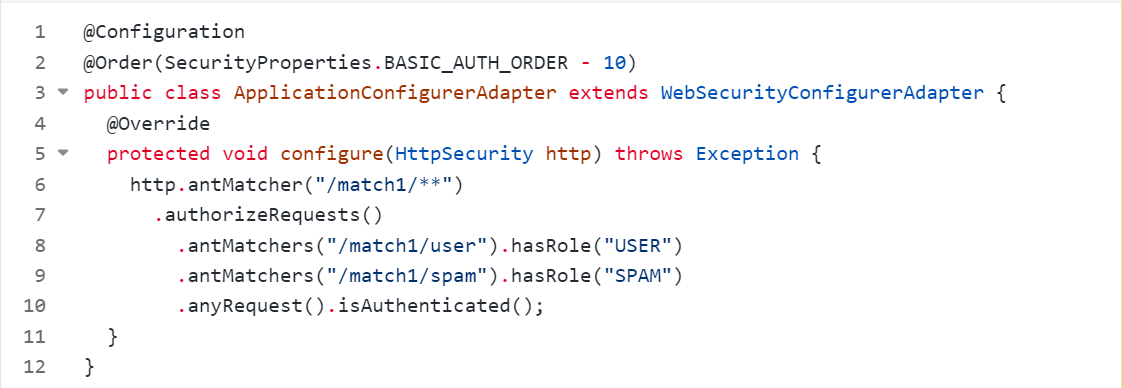 1 @Configuration
2 @Order(SecurityProperties.BASIC_AUTH_ORDER - 10)
3 public class ApplicationConfigurerAdapter extends WebSecurityConfigurerAdapter {
4   @Override
5   protected void configure(HttpSecurity http) throws Exception {
6     http.antMatcher("/match1/**")
7       .authorizeRequests()
8         .antMatchers("/match1/user").hasRole("USER")
9         .antMatchers("/match1/spam").hasRole("SPAM")
10         .anyRequest().isAuthenticated();
11   }
12 }